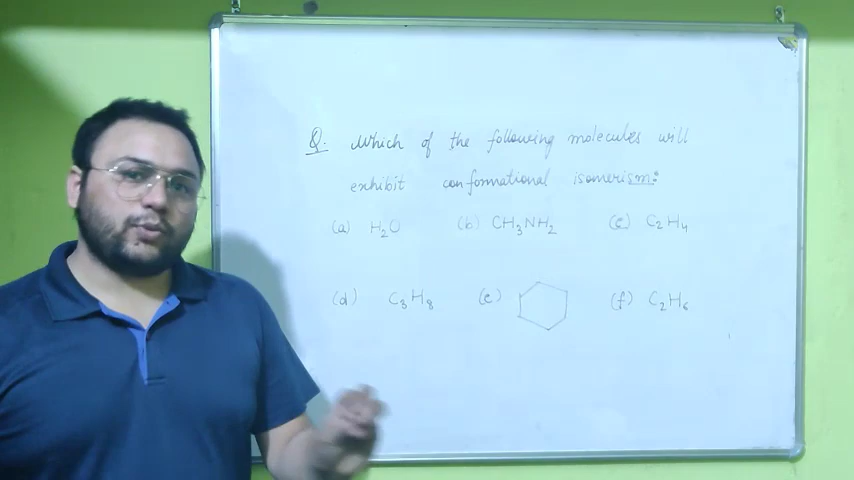 Q. Which of the following molecules will
exhibit conformational isomerism:
(a) H₂O (b) CH₃NH₂ (c) C₂H₄
(d) C₃H₈ (e) (f) C₂H₆